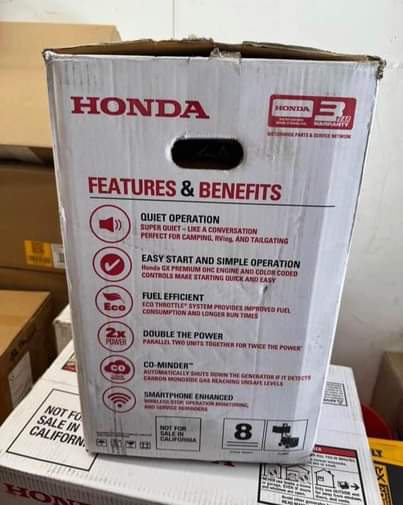 HONDA
HONDA
3
YEAR
WARRANTY
NATIONWIDE PARTS & SERVICE NETWORK
FEATURES & BENEFITS
QUIET OPERATION
SUPER QUIET – LIKE A CONVERSATION
PERFECT FOR CAMPING, RVing, AND TAILGATING
EASY START AND SIMPLE OPERATION
Honda GX PREMIUM OHC ENGINE AND COLOR CODED
CONTROLS MAKE STARTING QUICK AND EASY
Eco
FUEL EFFICIENT
ECO THROTTLE™ SYSTEM PROVIDES IMPROVED FUEL
CONSUMPTION AND LONGER RUN TIMES
2x
POWER
DOUBLE THE POWER
PARALLEL TWO UNITS TOGETHER FOR TWICE THE POWER
CO
CO-MINDER™
AUTOMATICALLY SHUTS DOWN THE GENERATOR IF IT DETECTS
CARBON MONOXIDE GAS REACHING UNSAFE LEVELS
SMARTPHONE ENHANCED
WIRELESS STOP, OPERATION MONITORING,
AND SERVICE REMINDERS
NOT FOR
SALE IN
CALIFORNIA
8
NOT FO
SALE IN
CALIFORN
HONDA